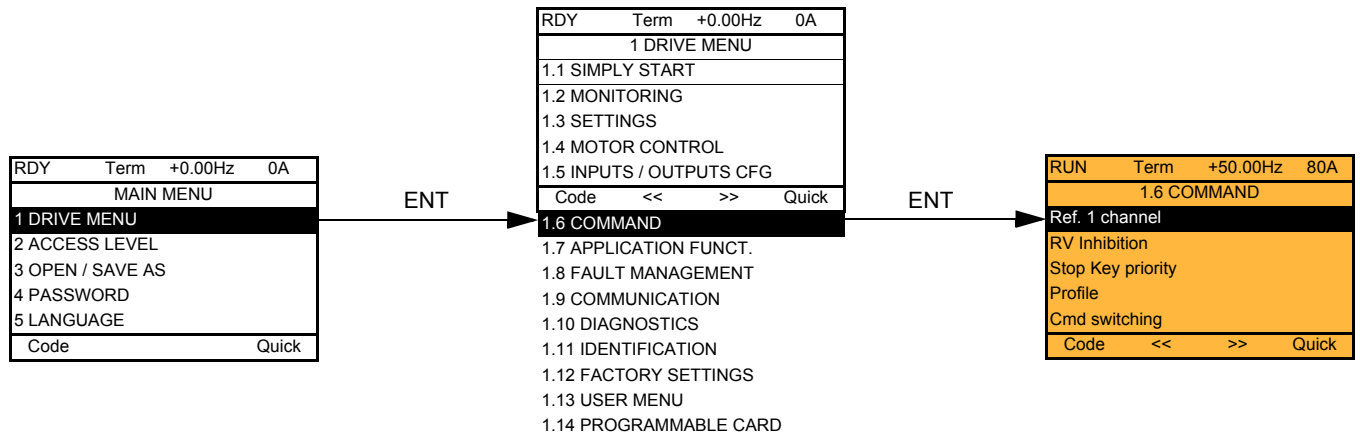 RDY Term +0.00Hz 0A
MAIN MENU
1 DRIVE MENU
2 ACCESS LEVEL
3 OPEN / SAVE AS
4 PASSWORD
5 LANGUAGE
Code Quick
ENT
RDY Term +0.00Hz 0A
1 DRIVE MENU
1.1 SIMPLY START
1.2 MONITORING
1.3 SETTINGS
1.4 MOTOR CONTROL
1.5 INPUTS / OUTPUTS CFG
Code << >> Quick
1.6 COMMAND
1.7 APPLICATION FUNCT.
1.8 FAULT MANAGEMENT
1.9 COMMUNICATION
1.10 DIAGNOSTICS
1.11 IDENTIFICATION
1.12 FACTORY SETTINGS
1.13 USER MENU
1.14 PROGRAMMABLE CARD
ENT
RUN Term +50.00Hz 80A
1.6 COMMAND
Ref. 1 channel
RV Inhibition
Stop Key priority
Profile
Cmd switching
Code << >> Quick